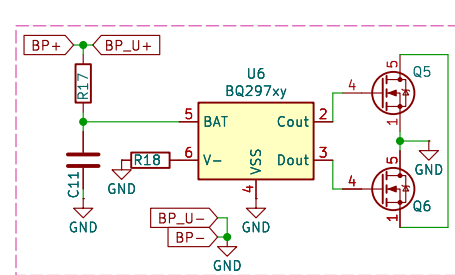 BP+
BP_U+
R17
C11
GND
GND
R18
U6
BQ297xy
5
BAT
6
V-
VSS
4
Cout
2
Dout
3
GND
BP_U-
BP-
GND
5
Q5
4
1
GND
5
4
Q6
1